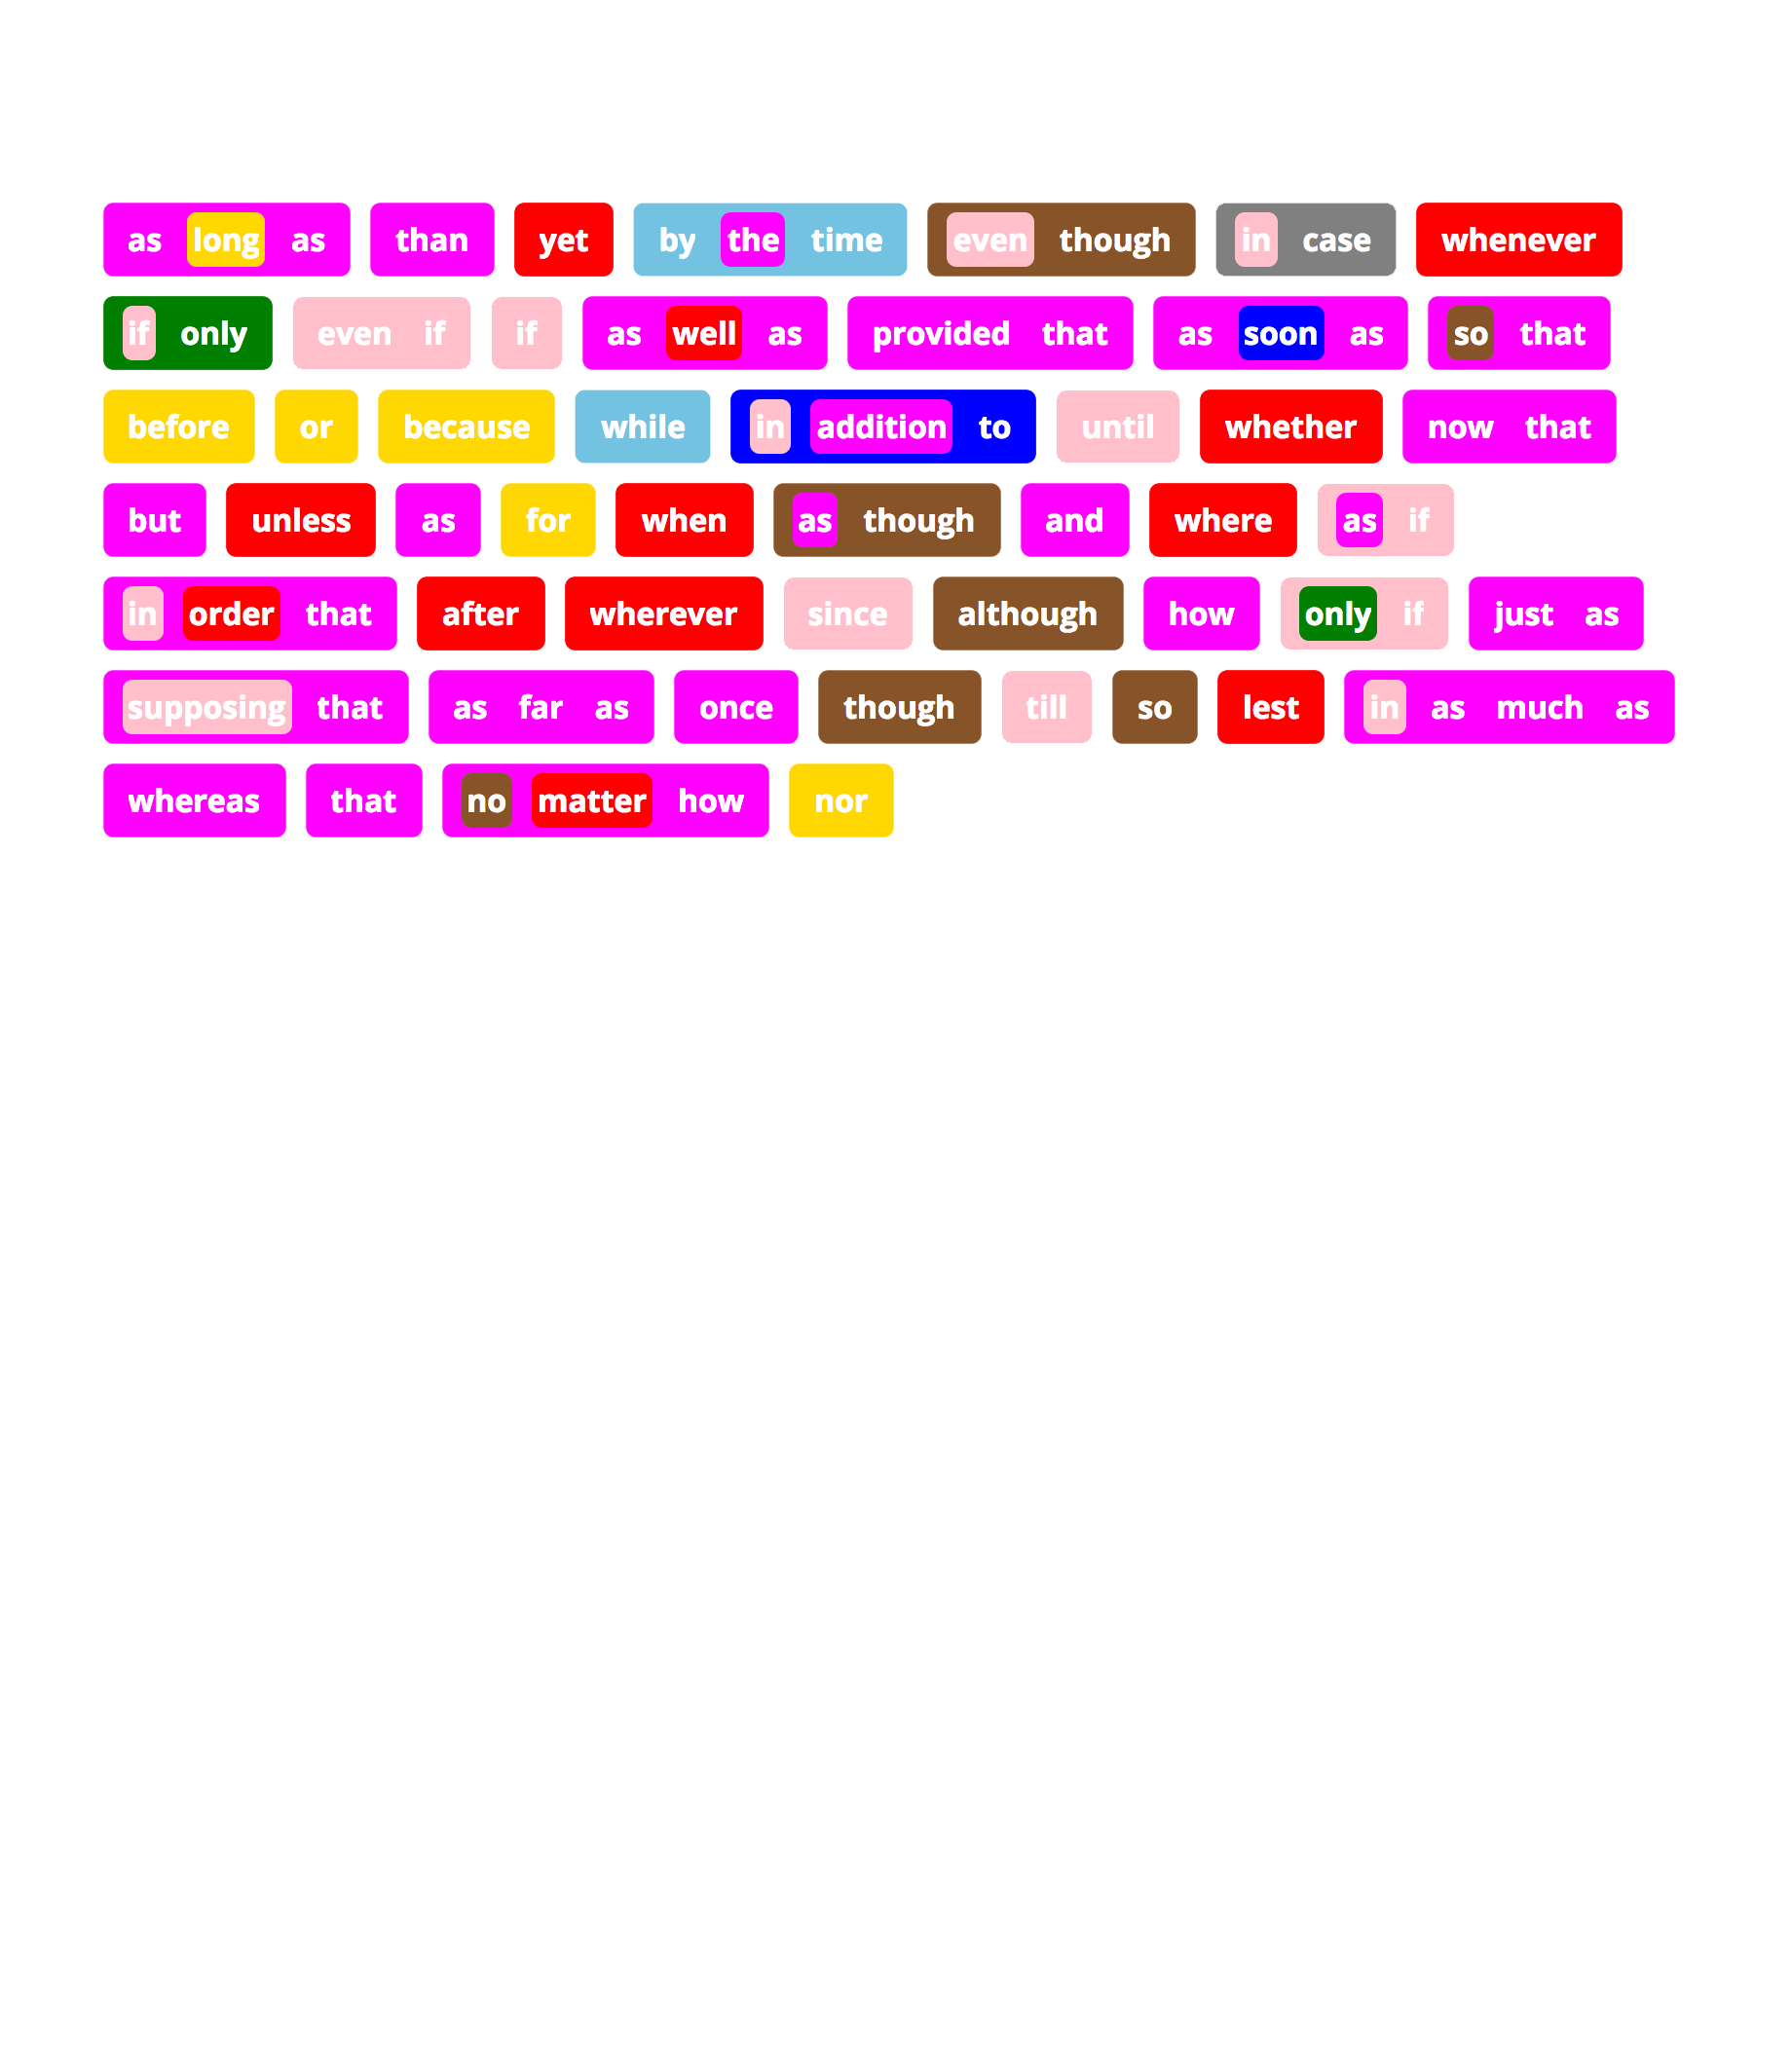 as long as than yet by the time even though in case whenever
if only even if if as well as provided that as soon as so that
before or because while in addition to until whether now that
but unless as for when as though and where as if
in order that after wherever since although how only if just as
supposing that as far as once though till so lest in as much as
whereas that no matter how nor